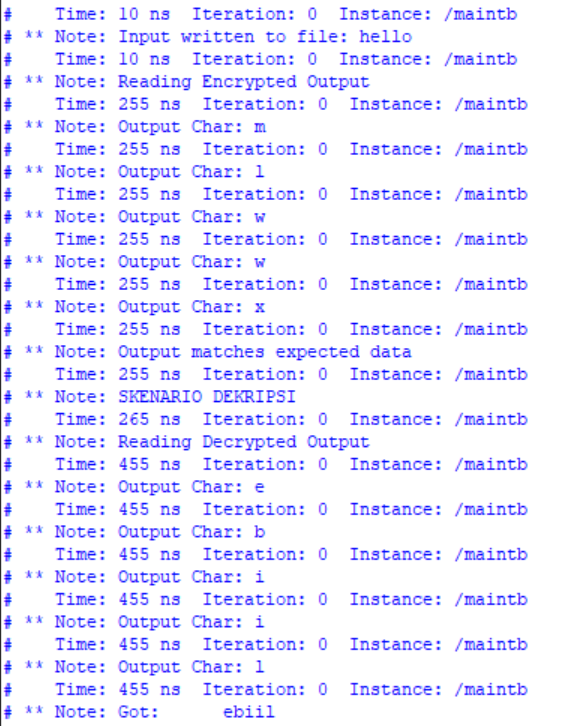 #     Time: 10 ns  Iteration: 0  Instance: /maintb
# ** Note: Input written to file: hello
#     Time: 10 ns  Iteration: 0  Instance: /maintb
# ** Note: Reading Encrypted Output
#     Time: 255 ns  Iteration: 0  Instance: /maintb
# ** Note: Output Char: m
#     Time: 255 ns  Iteration: 0  Instance: /maintb
# ** Note: Output Char: l
#     Time: 255 ns  Iteration: 0  Instance: /maintb
# ** Note: Output Char: w
#     Time: 255 ns  Iteration: 0  Instance: /maintb
# ** Note: Output Char: w
#     Time: 255 ns  Iteration: 0  Instance: /maintb
# ** Note: Output Char: x
#     Time: 255 ns  Iteration: 0  Instance: /maintb
# ** Note: Output matches expected data
#     Time: 255 ns  Iteration: 0  Instance: /maintb
# ** Note: SKENARIO DEKRIPSI
#     Time: 265 ns  Iteration: 0  Instance: /maintb
# ** Note: Reading Decrypted Output
#     Time: 455 ns  Iteration: 0  Instance: /maintb
# ** Note: Output Char: e
#     Time: 455 ns  Iteration: 0  Instance: /maintb
# ** Note: Output Char: b
#     Time: 455 ns  Iteration: 0  Instance: /maintb
# ** Note: Output Char: i
#     Time: 455 ns  Iteration: 0  Instance: /maintb
# ** Note: Output Char: i
#     Time: 455 ns  Iteration: 0  Instance: /maintb
# ** Note: Output Char: l
#     Time: 455 ns  Iteration: 0  Instance: /maintb
# ** Note: Got:      ebiil